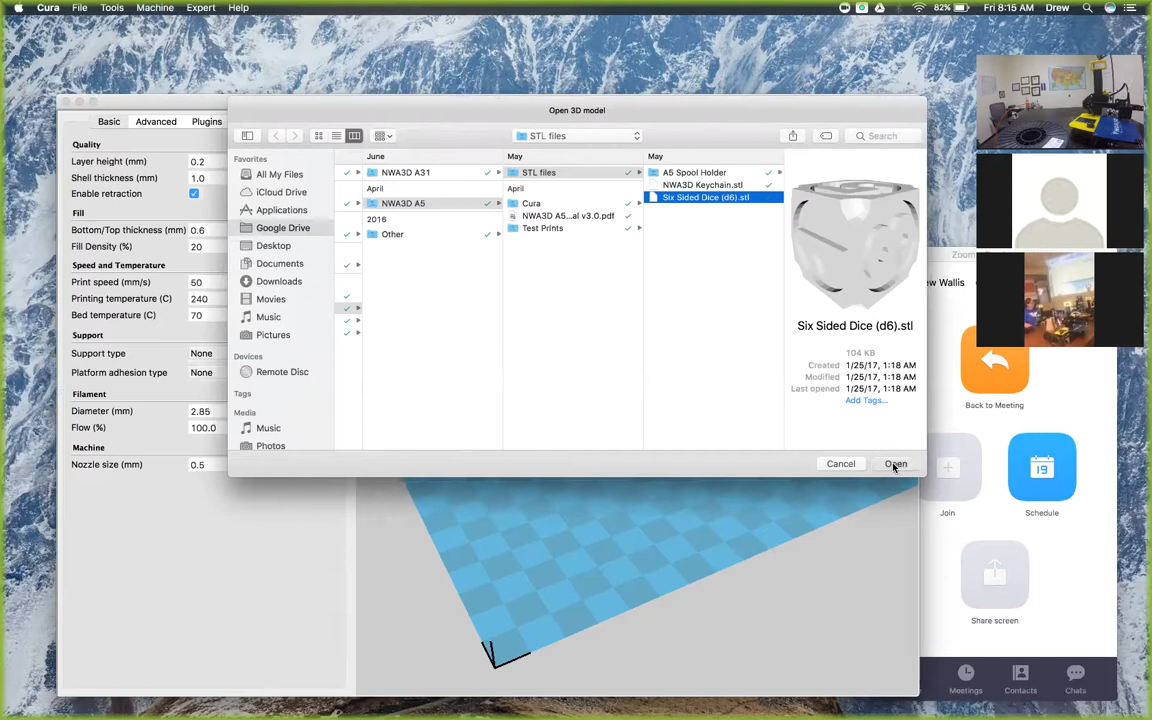 Cura File Tools Machine Expert Help
82% Fri 8:15 AM Drew
Open 3D model
Basic Advanced Plugins
STL files
Search
Quality
Layer height (mm) 0.2
Shell thickness (mm) 1.0
Enable retraction
Fill
Bottom/Top thickness (mm) 0.6
Fill Density (%) 20
Speed and Temperature
Print speed (mm/s) 50
Printing temperature (C) 240
Bed temperature (C) 70
Support
Support type None
Platform adhesion type None
Filament
Diameter (mm) 2.85
Flow (%) 100.0
Machine
Nozzle size (mm) 0.5
Favorites
All My Files
iCloud Drive
Applications
Google Drive
Desktop
Documents
Downloads
Movies
Music
Pictures
Devices
Remote Disc
Tags
Media
Music
Photos
June
NWA3D A31
April
NWA3D A5
2016
Other
May
STL files
April
Cura
NWA3D A5...al v3.0.pdf
Test Prints
May
A5 Spool Holder
NWA3D Keychain.stl
Six Sided Dice (d6).stl
Six Sided Dice (d6).stl
104 KB
Created 1/25/17, 1:18 AM
Modified 1/25/17, 1:18 AM
Last opened 1/25/17, 1:18 AM
Add Tags...
Cancel Open
Zoom
ew Wallis
Back to Meeting
19
Join
Schedule
Share screen
Meetings Contacts Chats